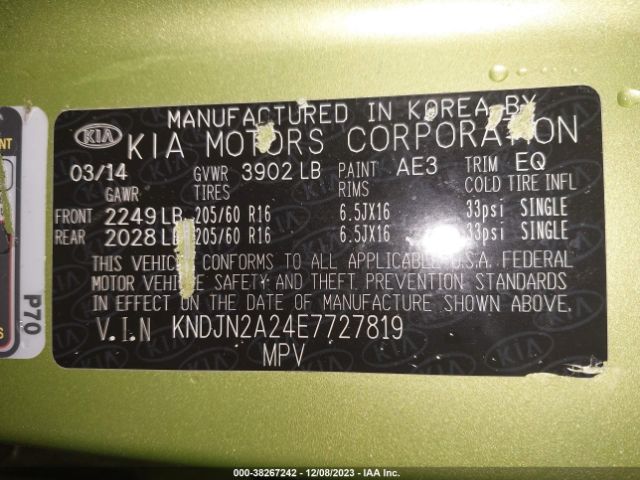 MANUFACTURED IN KOREA BY
KIA KIA MOTORS CORPORATION
03/14 GVWR 3902 LB PAINT AE3 TRIM EQ
GAWR TIRES RIMS COLD TIRE INFL
FRONT 2249 LB 205/60 R16 6.5JX16 33psi SINGLE
REAR 2028 LB 205/60 R16 6.5JX16 33psi SINGLE
THIS VEHICLE CONFORMS TO ALL APPLICABLE U.S.A. FEDERAL
MOTOR VEHICLE SAFETY AND THEFT PREVENTION STANDARDS
IN EFFECT ON THE DATE OF MANUFACTURE SHOWN ABOVE.
V.I.N KNDJN2A24E7727819
MPV
P70
000-38267242 - 12/08/2023 - IAA Inc.